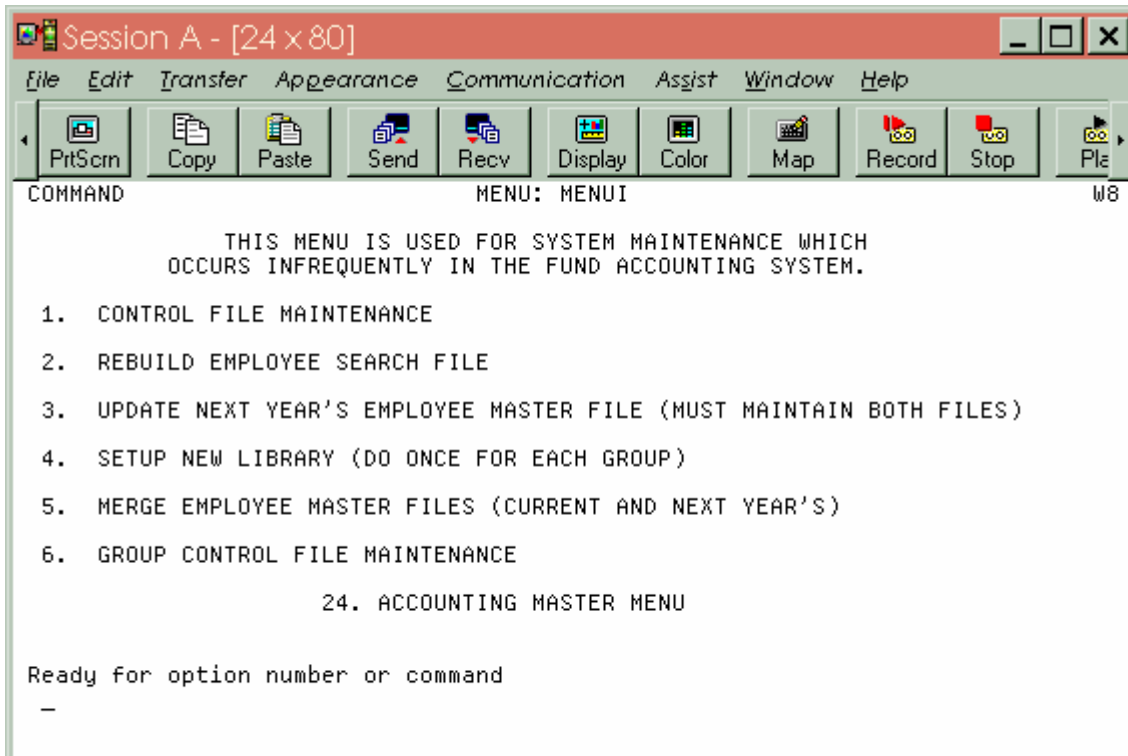 Session A - [24 x 80]
File Edit Transfer Appearance Communication Assist Window Help
PrtScrn Copy Paste Send Recv Display Color Map Record Stop Pla
COMMAND MENU: MENUI W8
THIS MENU IS USED FOR SYSTEM MAINTENANCE WHICH
OCCURS INFREQUENTLY IN THE FUND ACCOUNTING SYSTEM.
1. CONTROL FILE MAINTENANCE
2. REBUILD EMPLOYEE SEARCH FILE
3. UPDATE NEXT YEAR'S EMPLOYEE MASTER FILE (MUST MAINTAIN BOTH FILES)
4. SETUP NEW LIBRARY (DO ONCE FOR EACH GROUP)
5. MERGE EMPLOYEE MASTER FILES (CURRENT AND NEXT YEAR'S)
6. GROUP CONTROL FILE MAINTENANCE
24. ACCOUNTING MASTER MENU
Ready for option number or command